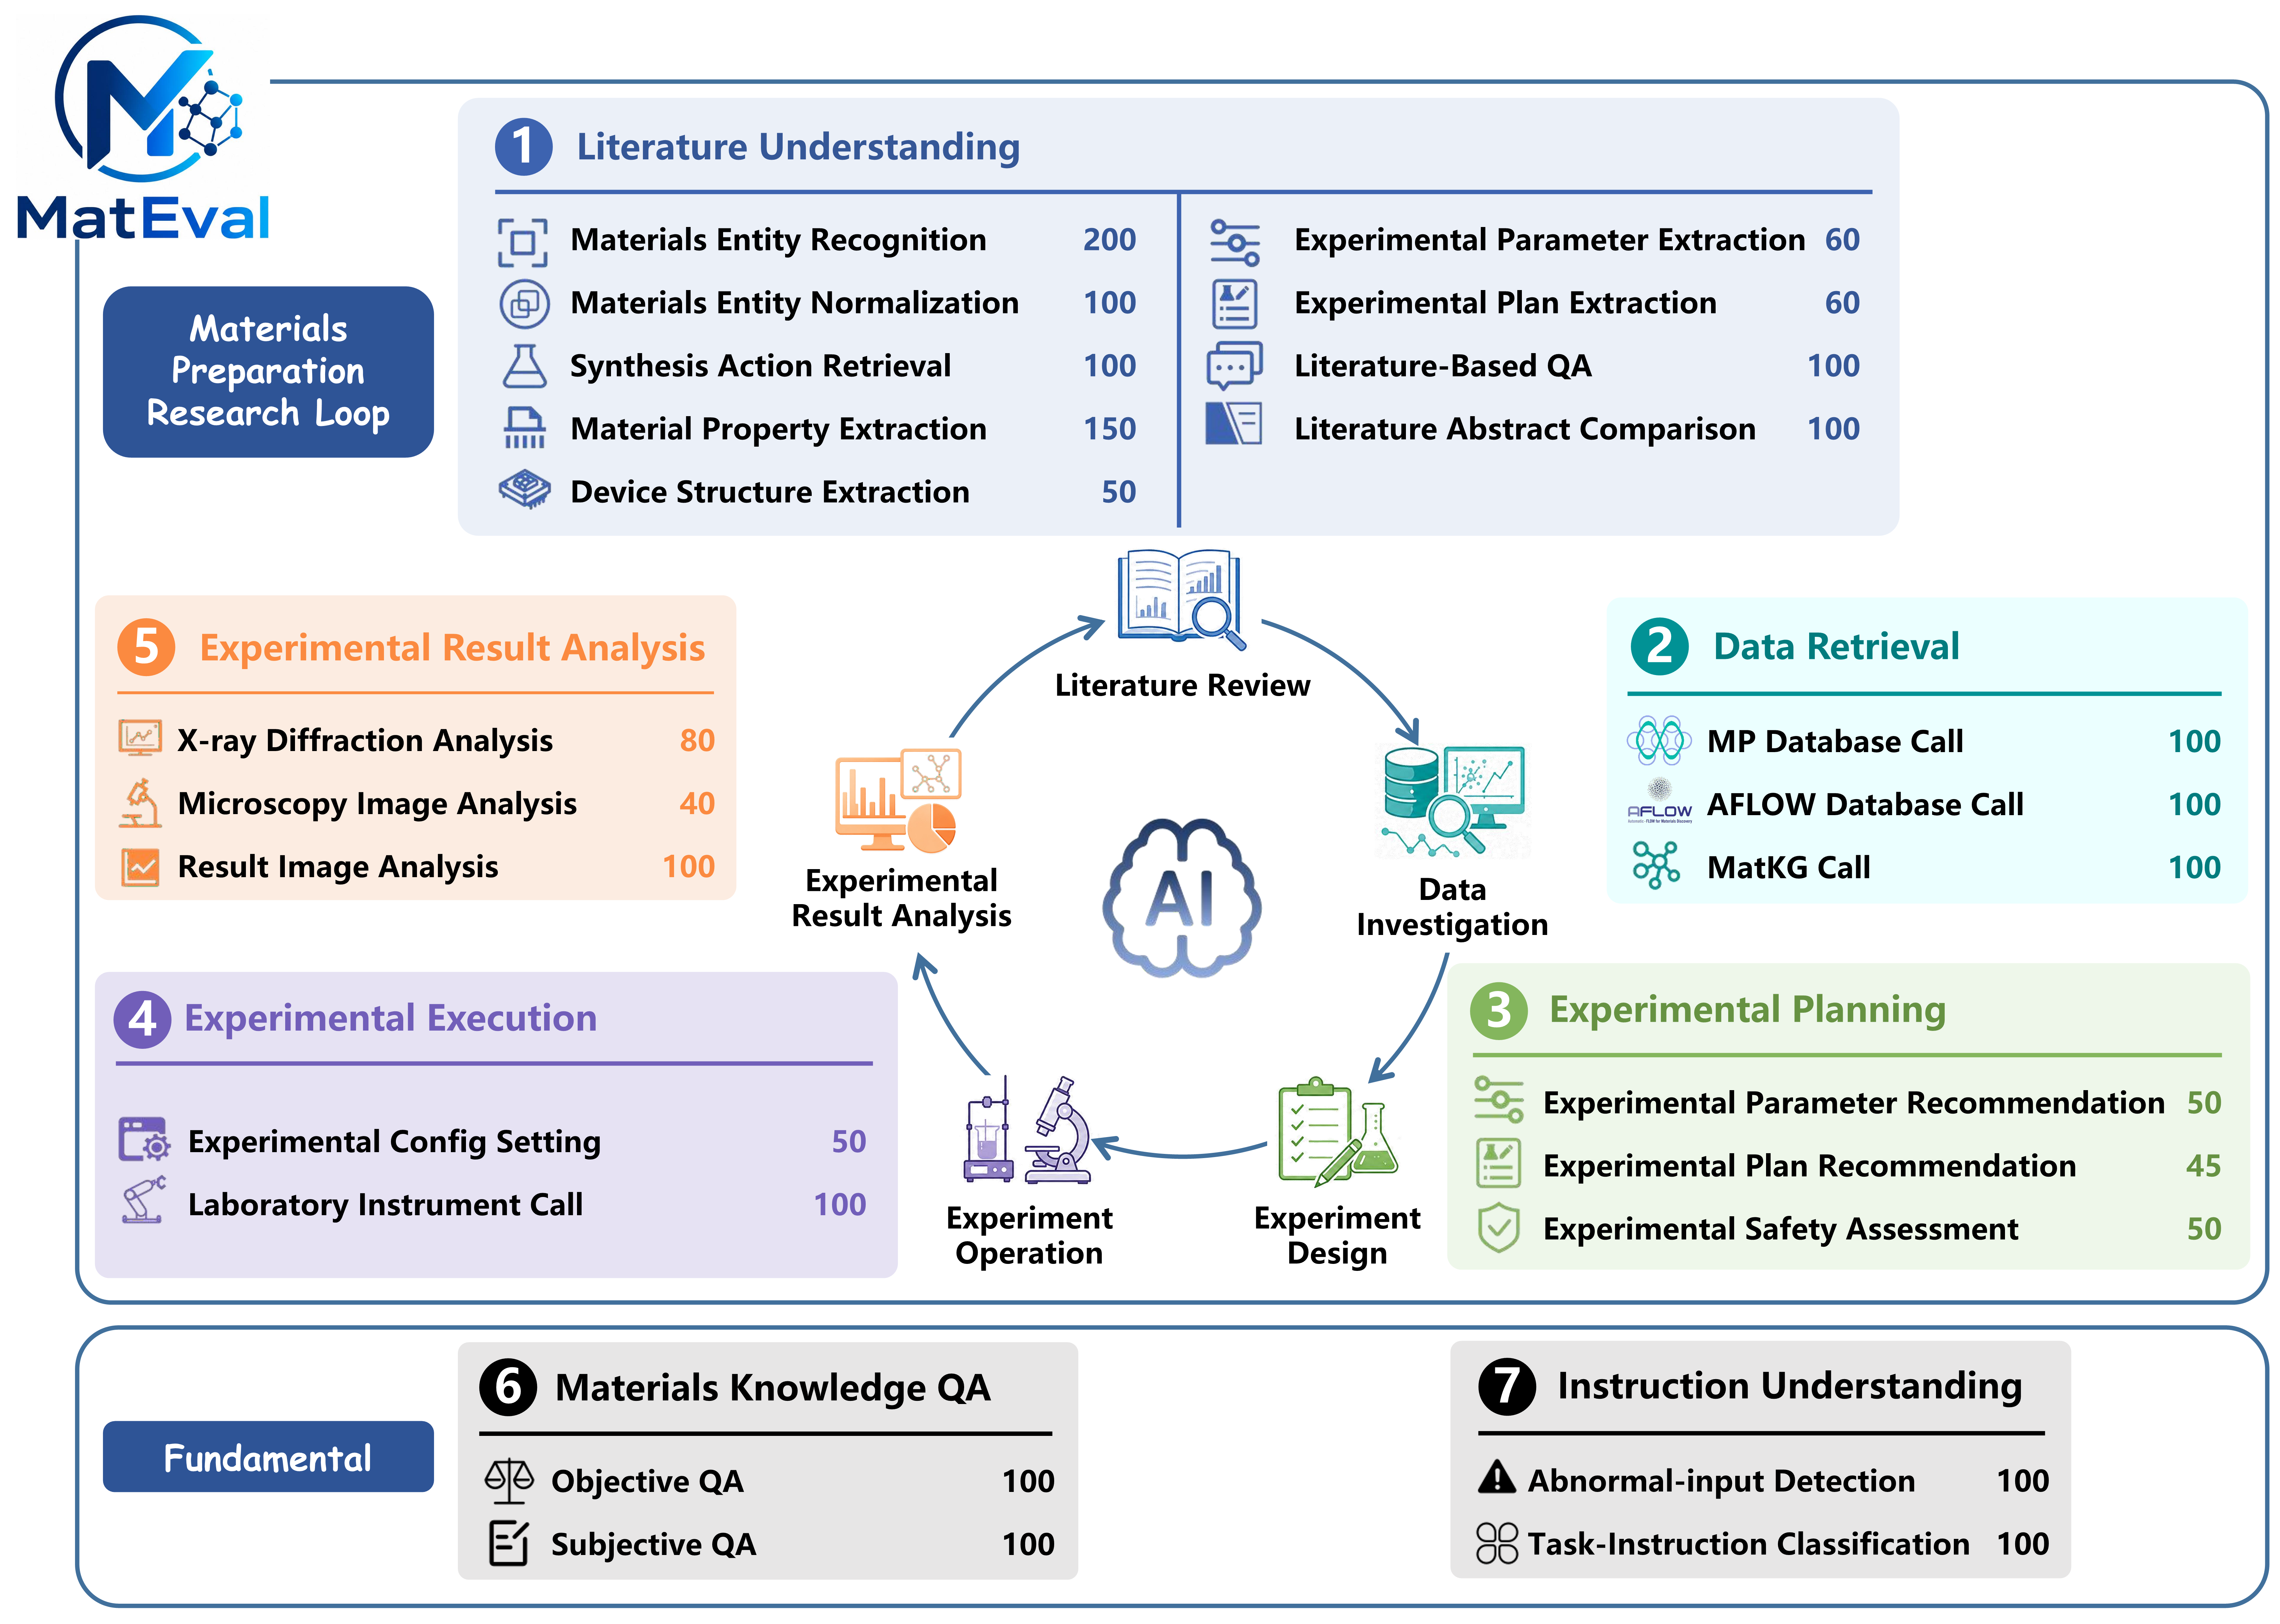 MatEval
Materials
Preparation
Research Loop
1 Literature Understanding
Materials Entity Recognition 200
Materials Entity Normalization 100
Synthesis Action Retrieval 100
Material Property Extraction 150
Device Structure Extraction 50
Experimental Parameter Extraction 60
Experimental Plan Extraction 60
Literature-Based QA 100
Literature Abstract Comparison 100
5 Experimental Result Analysis
X-ray Diffraction Analysis 80
Microscopy Image Analysis 40
Result Image Analysis 100
Literature Review
2 Data Retrieval
MP Database Call 100
AFLOW
Automatic - FLOW for Materials Discovery
AFLOW Database Call 100
MatKG Call 100
Experimental
Result Analysis
AI
Data
Investigation
4 Experimental Execution
Experimental Config Setting 50
Laboratory Instrument Call 100
Experiment
Operation
Experiment
Design
3 Experimental Planning
Experimental Parameter Recommendation 50
Experimental Plan Recommendation 45
Experimental Safety Assessment 50
Fundamental
6 Materials Knowledge QA
Objective QA 100
Subjective QA 100
7 Instruction Understanding
Abnormal-input Detection 100
Task-Instruction Classification 100